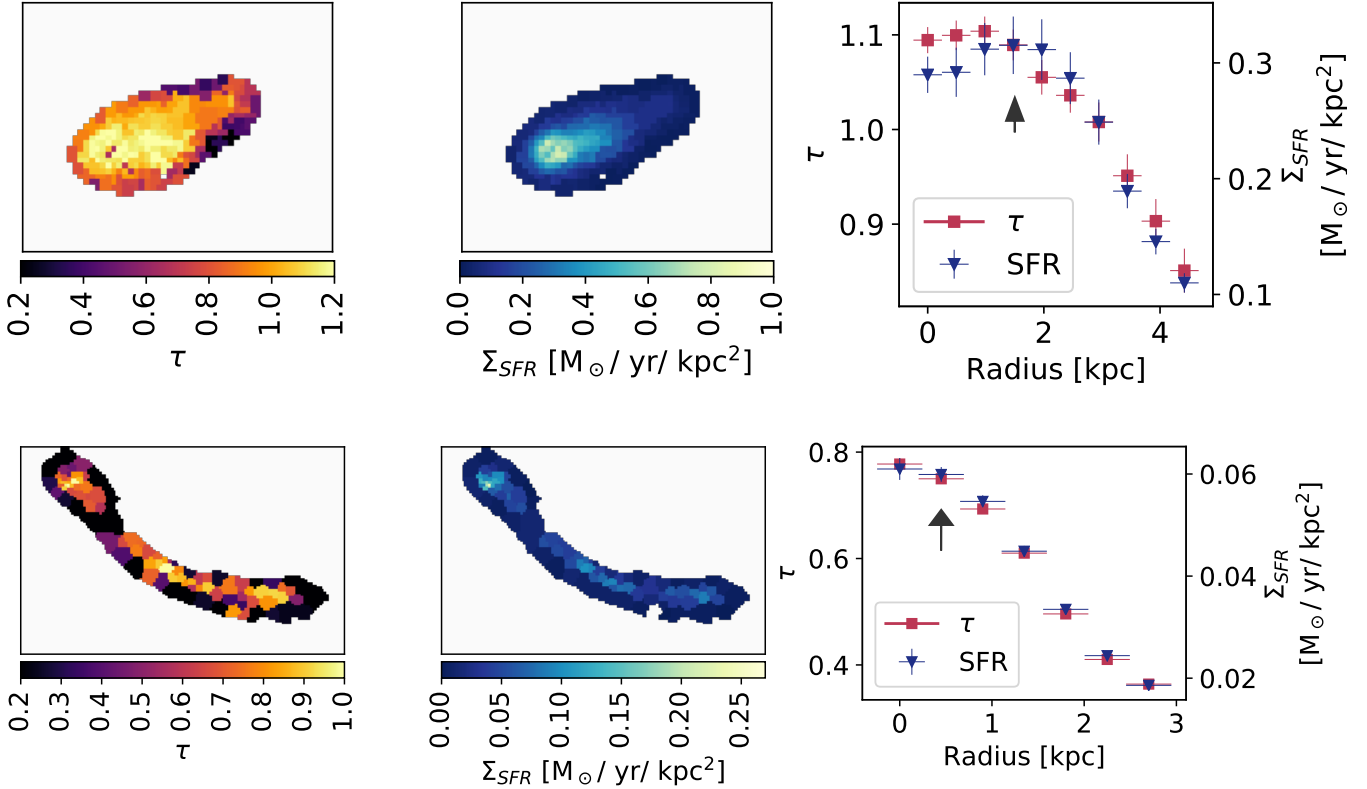 0.2 0.4 0.6 0.8 1.0 1.2
τ
0.0 0.2 0.4 0.6 0.8 1.0
Σ_SFR [M⊙/ yr/ kpc²]
1.1
1.0
0.9
τ
τ
SFR
0.3
0.2
0.1
Σ_SFR
[M⊙/ yr/ kpc²]
0 2 4
Radius [kpc]
0.2 0.3 0.4 0.5 0.6 0.7 0.8 0.9 1.0
τ
0.00 0.05 0.10 0.15 0.20 0.25
Σ_SFR [M⊙/ yr/ kpc²]
0.8
0.6
0.4
τ
τ
SFR
0.06
0.04
0.02
Σ_SFR
[M⊙/ yr/ kpc²]
0 1 2 3
Radius [kpc]